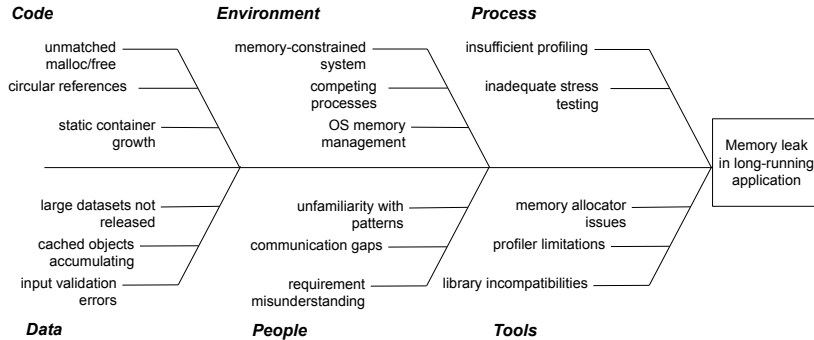 Code
Environment
Process
unmatched
malloc/free
circular references
static container
growth
memory-constrained
system
competing
processes
OS memory
management
insufficient profiling
inadequate stress
testing
Memory leak
in long-running
application
large datasets not
released
cached objects
accumulating
input validation
errors
unfamiliarity with
patterns
communication gaps
requirement
misunderstanding
memory allocator
issues
profiler limitations
library incompatibilities
Data
People
Tools